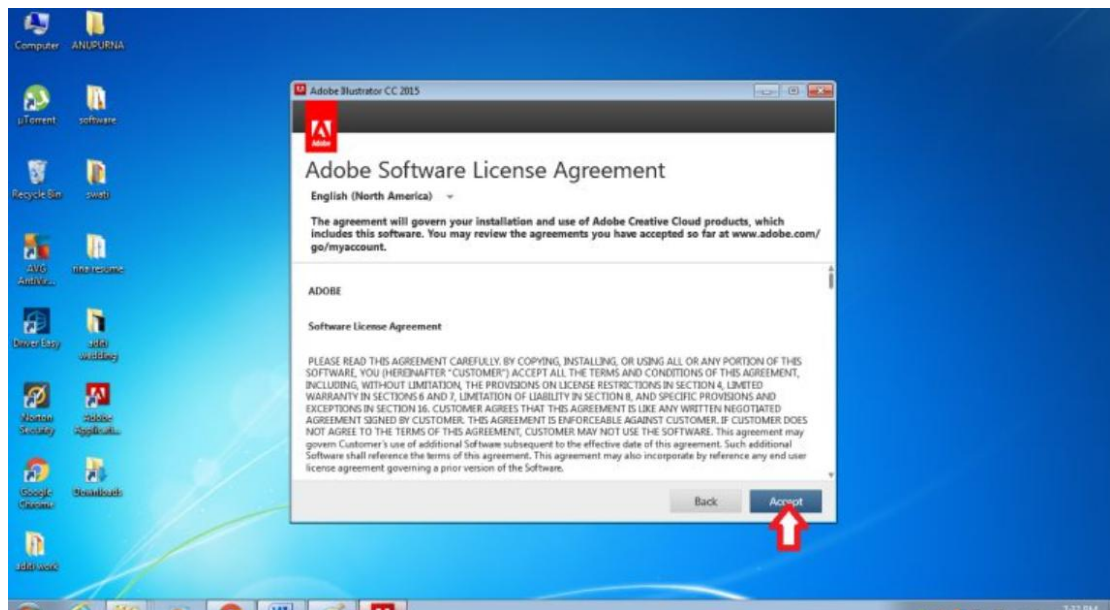 Computer
ANUPURNA
µTorrent
software
Recycle Bin
swati
AVG
AntiVir...
nina resume
Driver Easy
aditi
wedding
Norton
Security
Adobe
Applicati...
Google
Chrome
Downloads
aditi work
Adobe Illustrator CC 2015
Adobe
Adobe Software License Agreement
English (North America)
The agreement will govern your installation and use of Adobe Creative Cloud products, which
includes this software. You may review the agreements you have accepted so far at www.adobe.com/
go/myaccount.
ADOBE
Software License Agreement
PLEASE READ THIS AGREEMENT CAREFULLY. BY COPYING, INSTALLING, OR USING ALL OR ANY PORTION OF THIS
SOFTWARE, YOU (HEREINAFTER "CUSTOMER") ACCEPT ALL THE TERMS AND CONDITIONS OF THIS AGREEMENT,
INCLUDING, WITHOUT LIMITATION, THE PROVISIONS ON LICENSE RESTRICTIONS IN SECTION 4, LIMITED
WARRANTY IN SECTIONS 6 AND 7, LIMITATION OF LIABILITY IN SECTION 8, AND SPECIFIC PROVISIONS AND
EXCEPTIONS IN SECTION 16. CUSTOMER AGREES THAT THIS AGREEMENT IS LIKE ANY WRITTEN NEGOTIATED
AGREEMENT SIGNED BY CUSTOMER. THIS AGREEMENT IS ENFORCEABLE AGAINST CUSTOMER. IF CUSTOMER DOES
NOT AGREE TO THE TERMS OF THIS AGREEMENT, CUSTOMER MAY NOT USE THE SOFTWARE. This agreement may
govern Customer's use of additional Software subsequent to the effective date of this agreement. Such additional
Software shall reference the terms of this agreement. This agreement may also incorporate by reference any end user
license agreement governing a prior version of the Software.
Back
Accept
7:32 PM